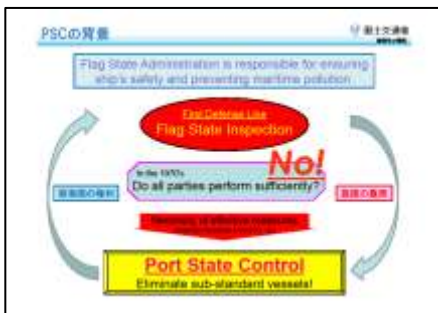 PSCの背景
国土交通省
Flag State Administration is responsible for ensuring
ship's safety and preventing maritime pollution
First Defense Line
Flag State Inspection
No!
In the 1970's
Do all parties perform sufficiently?
Port State Control
Eliminate sub-standard vessels!